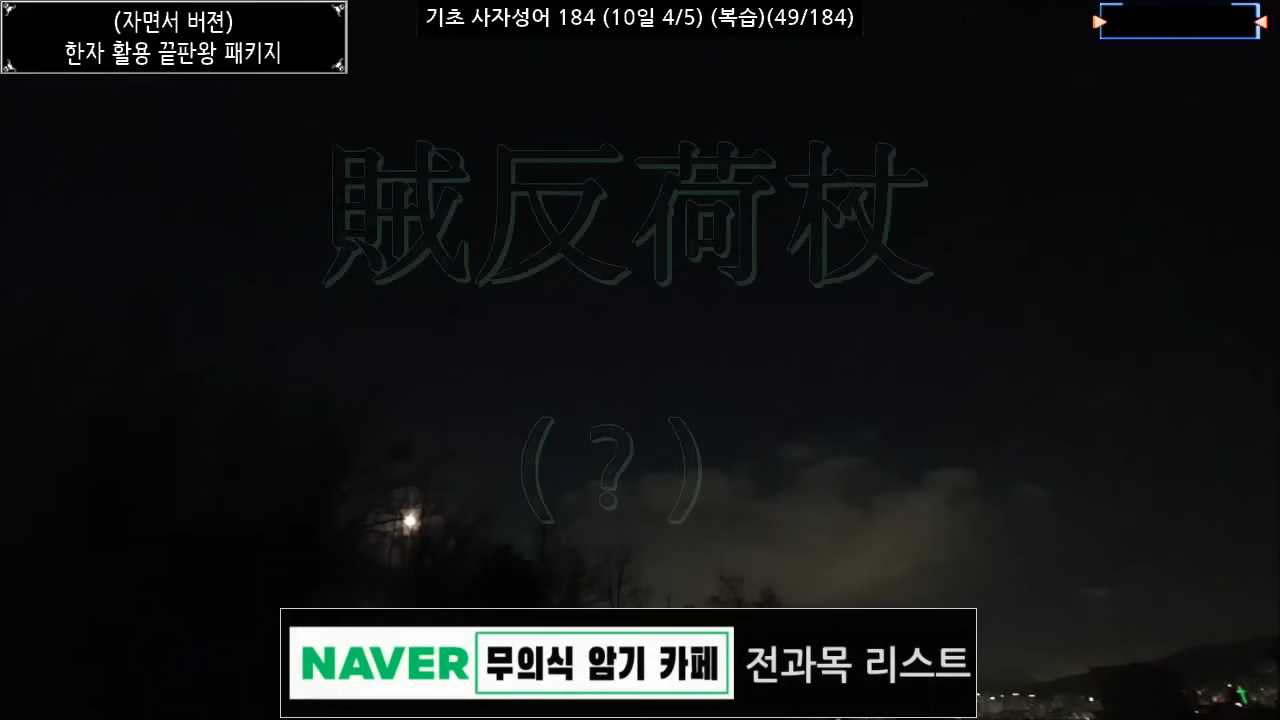 (자면서 버젼)
한자 활용 끝판왕 패키지
기초 사자성어 184 (10일 4/5) (복습)(49/184)
賊反荷杖
( ? )
NAVER 무의식 암기 카페 전과목 리스트